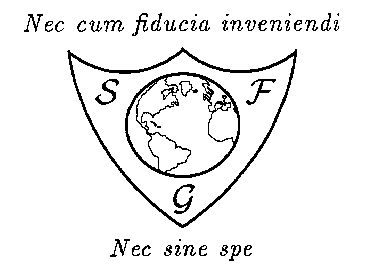 Nec cum fiducia inveniendi
S F
G
Nec sine spe